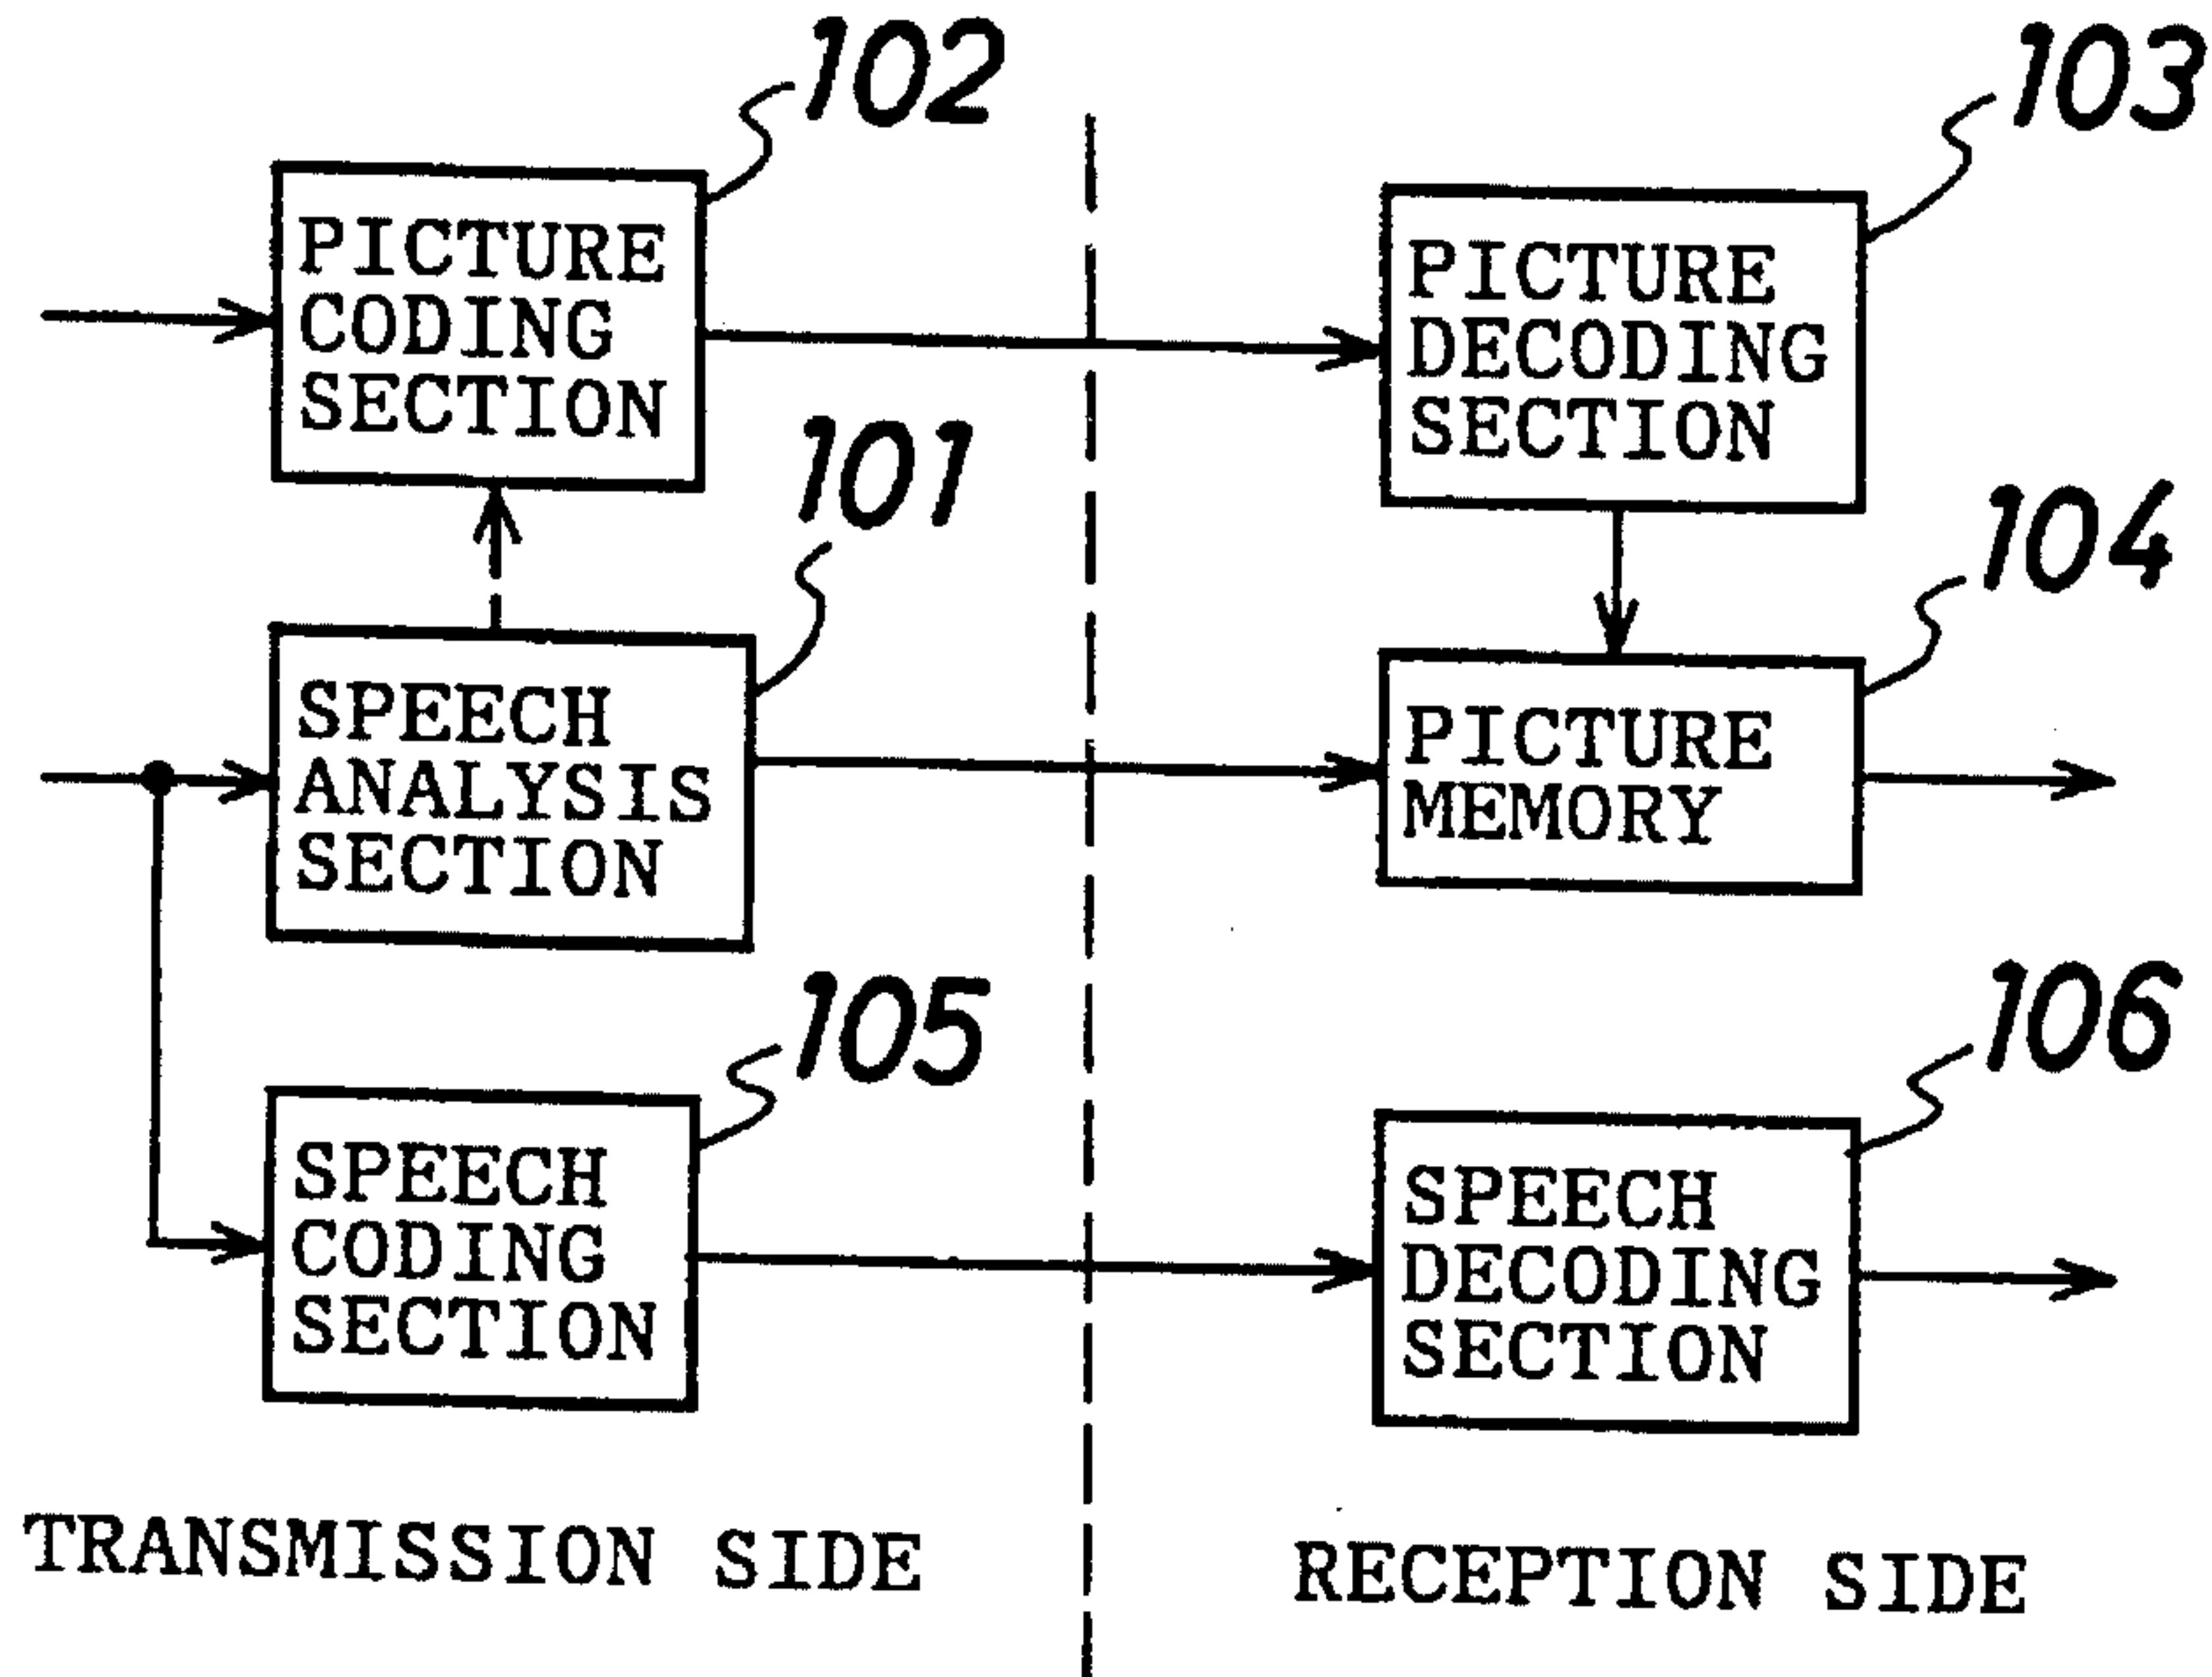 102
PICTURE
CODING
SECTION
103
PICTURE
DECODING
SECTION
101
SPEECH
ANALYSIS
SECTION
104
PICTURE
MEMORY
105
SPEECH
CODING
SECTION
106
SPEECH
DECODING
SECTION
TRANSMISSION SIDE
RECEPTION SIDE